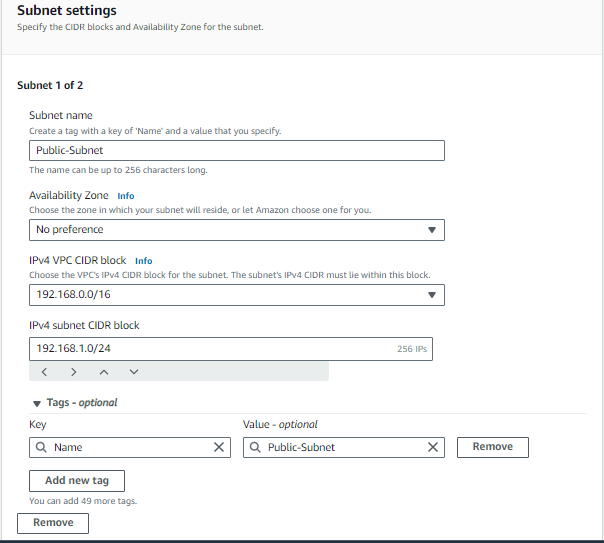 Subnet settings
Specify the CIDR blocks and Availability Zone for the subnet.
Subnet 1 of 2
Subnet name
Create a tag with a key of 'Name' and a value that you specify.
Public-Subnet
The name can be up to 256 characters long.
Availability Zone Info
Choose the zone in which your subnet will reside, or let Amazon choose one for you.
No preference
IPv4 VPC CIDR block Info
Choose the VPC's IPv4 CIDR block for the subnet. The subnet's IPv4 CIDR must lie within this block.
192.168.0.0/16
IPv4 subnet CIDR block
192.168.1.0/24 256 IPs
Tags - optional
Key Value - optional
Name Public-Subnet Remove
Add new tag
You can add 49 more tags.
Remove